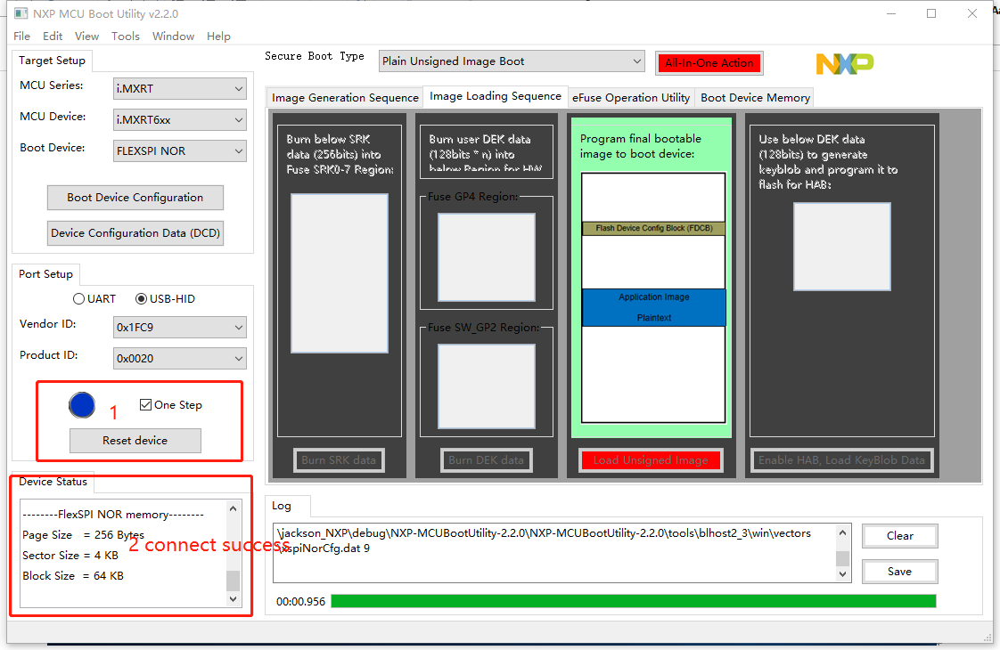 NXP MCU Boot Utility v2.2.0
File Edit View Tools Window Help
Target Setup
MCU Series: i.MXRT
MCU Device: i.MXRT6xx
Boot Device: FLEXSPI NOR
Boot Device Configuration
Device Configuration Data (DCD)
Port Setup
UART USB-HID
Vendor ID: 0x1FC9
Product ID: 0x0020
1
One Step
Reset device
Device Status
--------FlexSPI NOR memory--------
Page Size = 256 Bytes
Sector Size = 4 KB
Block Size = 64 KB
2 connect success
Secure Boot Type Plain Unsigned Image Boot All-In-One Action
NXP
Image Generation Sequence Image Loading Sequence eFuse Operation Utility Boot Device Memory
Burn below SRK
data (256bits) into
Fuse SRK0-7 Region:
Burn SRK data
Burn user DEK data
(128bits * n) into
below Region for HW
Fuse GP4 Region:
Fuse SW_GP2 Region:
Burn DEK data
Program final bootable
image to boot device:
Flash Device Config Block (FDCB)
Application Image
Plaintext
Load Unsigned Image
Use below DEK data
(128bits) to generate
keyblob and program it to
flash for HAB:
Enable HAB, Load KeyBlob Data
Log
\jackson_NXP\debug\NXP-MCUBootUtility-2.2.0\NXP-MCUBootUtility-2.2.0\tools\blhost2_3\win\vectors
\xspiNorCfg.dat 9
Clear
Save
00:00.956